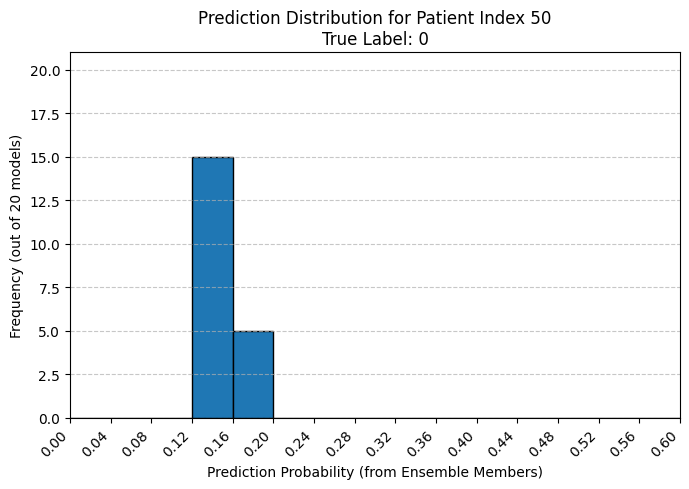 Prediction Distribution for Patient Index 50
True Label: 0
Frequency (out of 20 models)
20.0
17.5
15.0
12.5
10.0
7.5
5.0
2.5
0.0
0.00 0.04 0.08 0.12 0.16 0.20 0.24 0.28 0.32 0.36 0.40 0.44 0.48 0.52 0.56 0.60
Prediction Probability (from Ensemble Members)